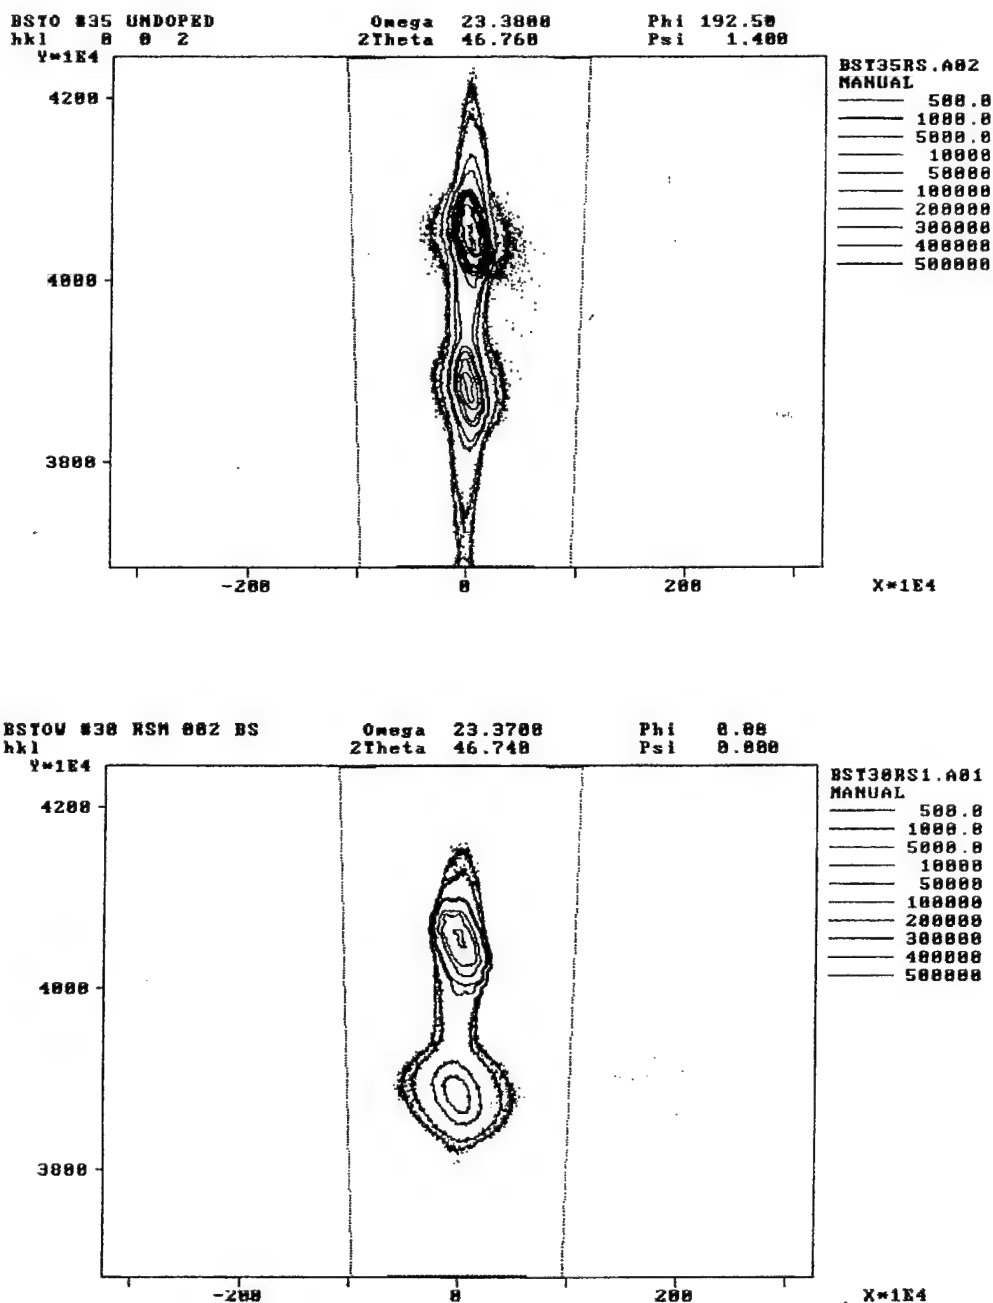 BSTO #35 UNDOPED Omega 23.3800 Phi 192.50
hkl 0 0 2 2Theta 46.760 Psi 1.400
Y*1E4
BST35RS.A02
MANUAL
500.0
1000.0
5000.0
10000
50000
100000
200000
300000
400000
500000
4200
4000
3800
-200 0 200 X*1E4
BSTOW #30 RSM 002 BS Omega 23.3700 Phi 0.00
hkl 2Theta 46.740 Psi 0.000
Y*1E4
BST30RS1.A01
MANUAL
500.0
1000.0
5000.0
10000
50000
100000
200000
300000
400000
500000
4200
4000
3800
-200 0 200 X*1E4